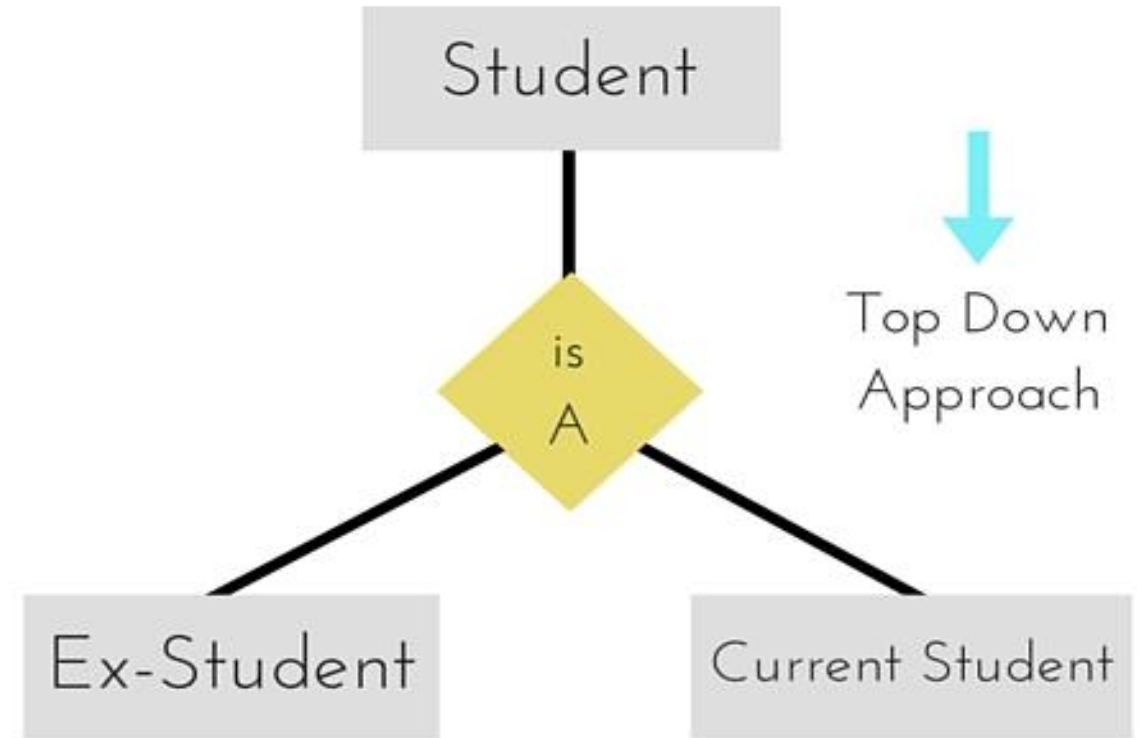 Student
is
A
Top Down
Approach
Ex-Student
Current Student